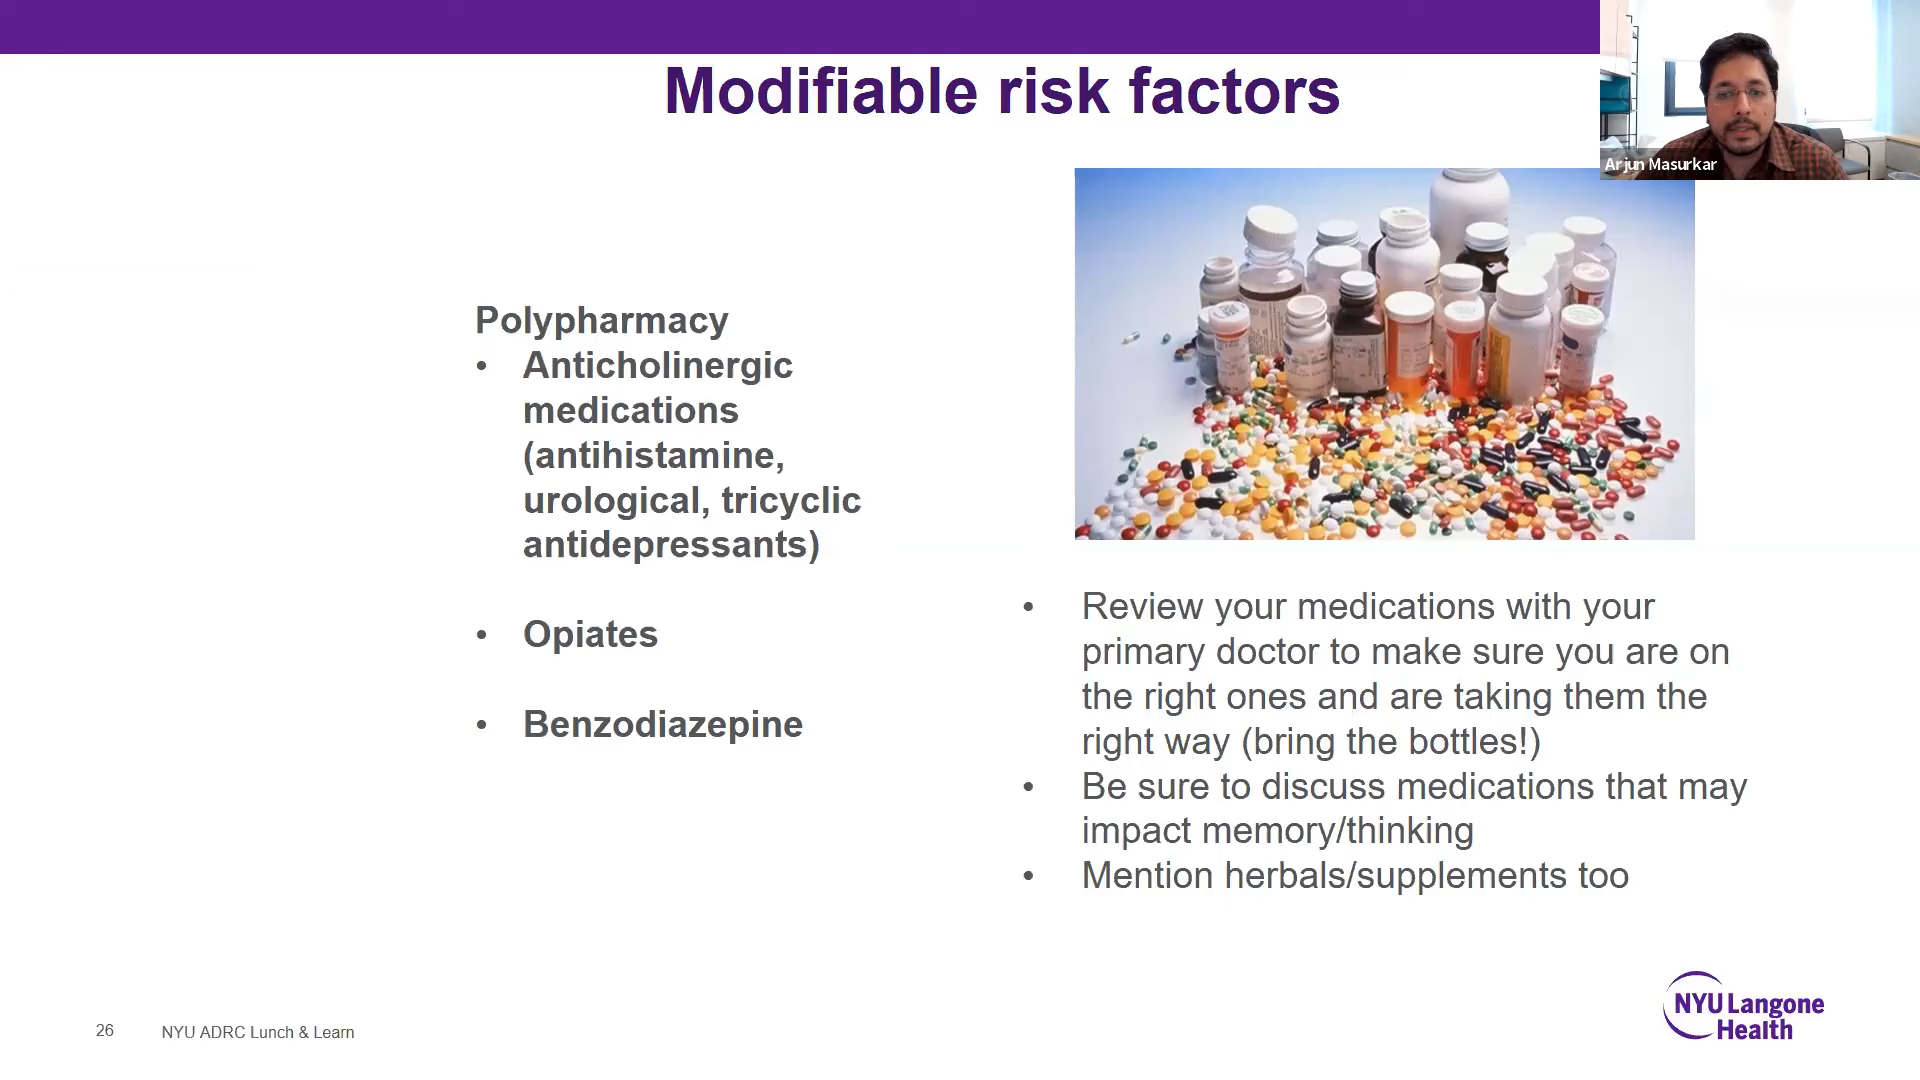 Modifiable risk factors
Arjun Masurkar
Polypharmacy
• Anticholinergic
medications
(antihistamine,
urological, tricyclic
antidepressants)
• Opiates
• Benzodiazepine
• Review your medications with your
primary doctor to make sure you are on
the right ones and are taking them the
right way (bring the bottles!)
• Be sure to discuss medications that may
impact memory/thinking
• Mention herbals/supplements too
26 NYU ADRC Lunch & Learn
NYU Langone
Health